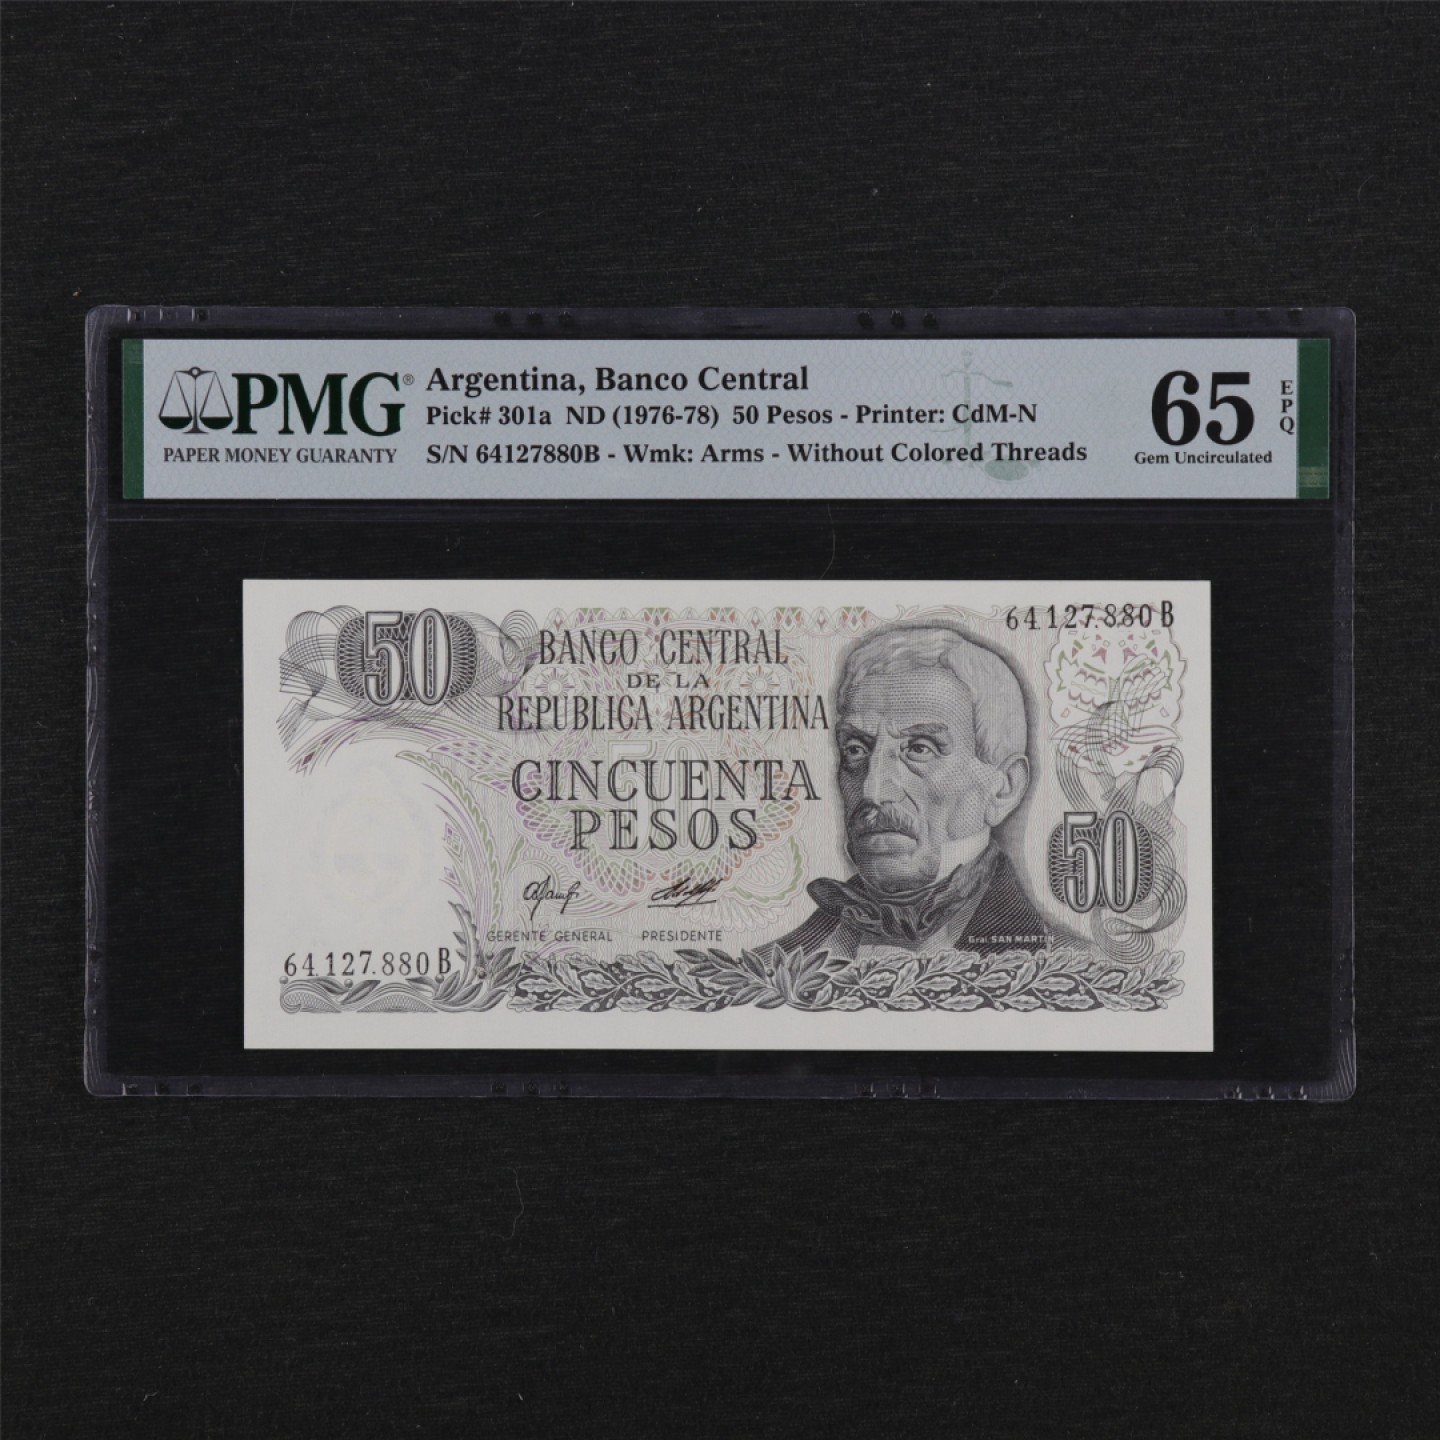 PMG®
PAPER MONEY GUARANTY
Argentina, Banco Central
Pick# 301a ND (1976-78) 50 Pesos - Printer: CdM-N
S/N 64127880B - Wmk: Arms - Without Colored Threads
65
EPQ
Gem Uncirculated
50
64.127.880 B
BANCO CENTRAL
DE LA
REPUBLICA ARGENTINA
50
CINCUENTA
PESOS
50
GERENTE GENERAL PRESIDENTE
Gral. SAN MARTIN
64.127.880 B